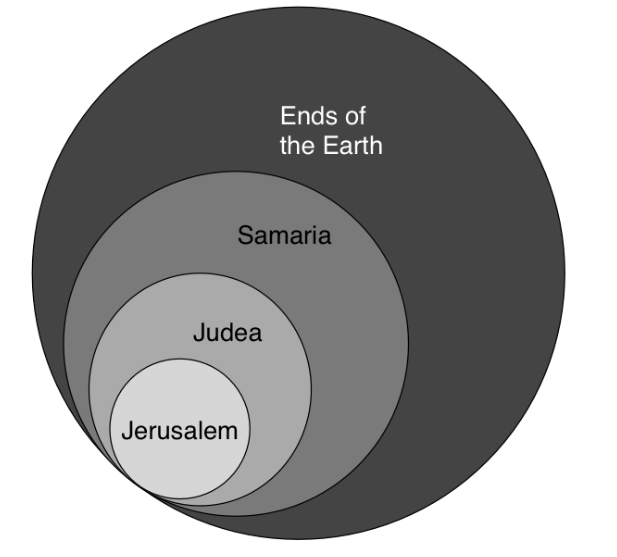 Ends of
the Earth
Samaria
Judea
Jerusalem